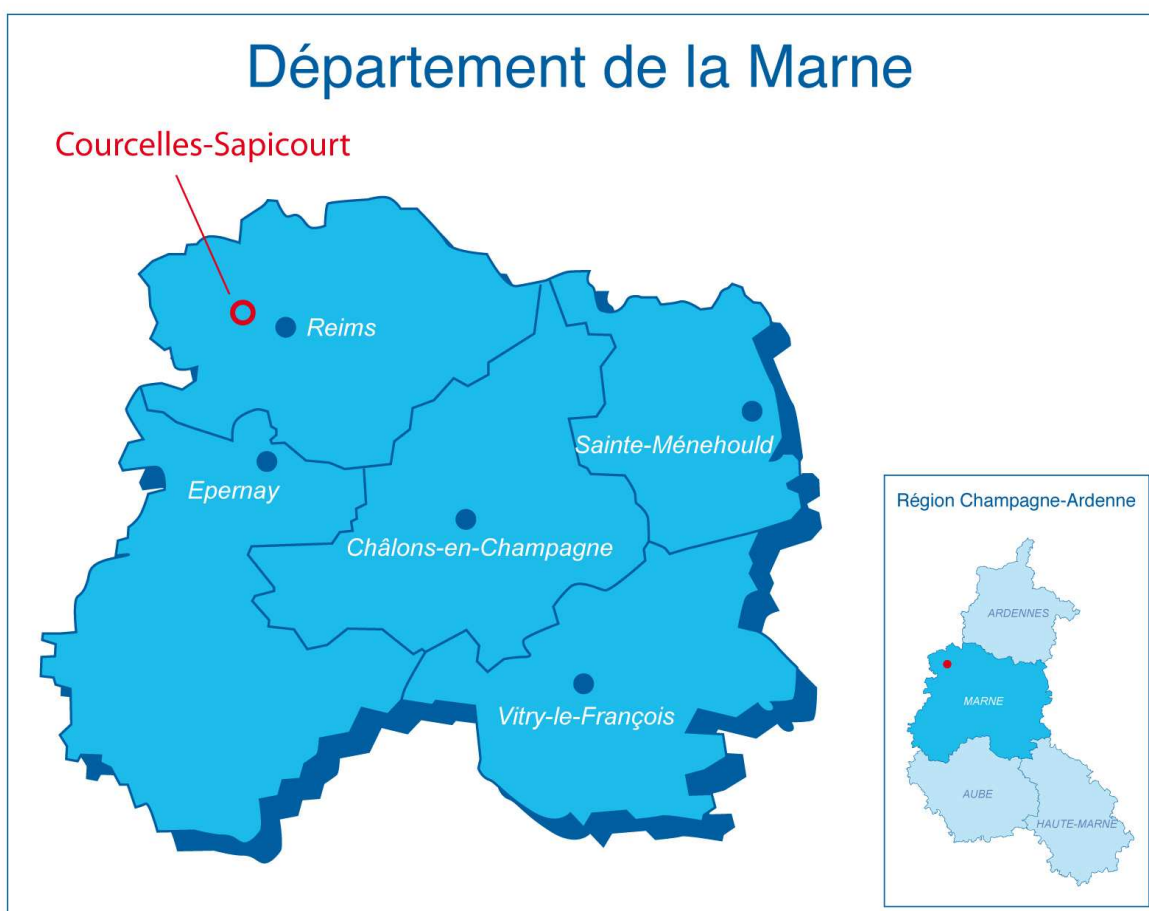 Département de la Marne
Courcelles-Sapicourt
Reims
Sainte-Ménehould
Epernay
Châlons-en-Champagne
Vitry-le-François
Région Champagne-Ardenne
ARDENNES
MARNE
AUBE
HAUTE-MARNE